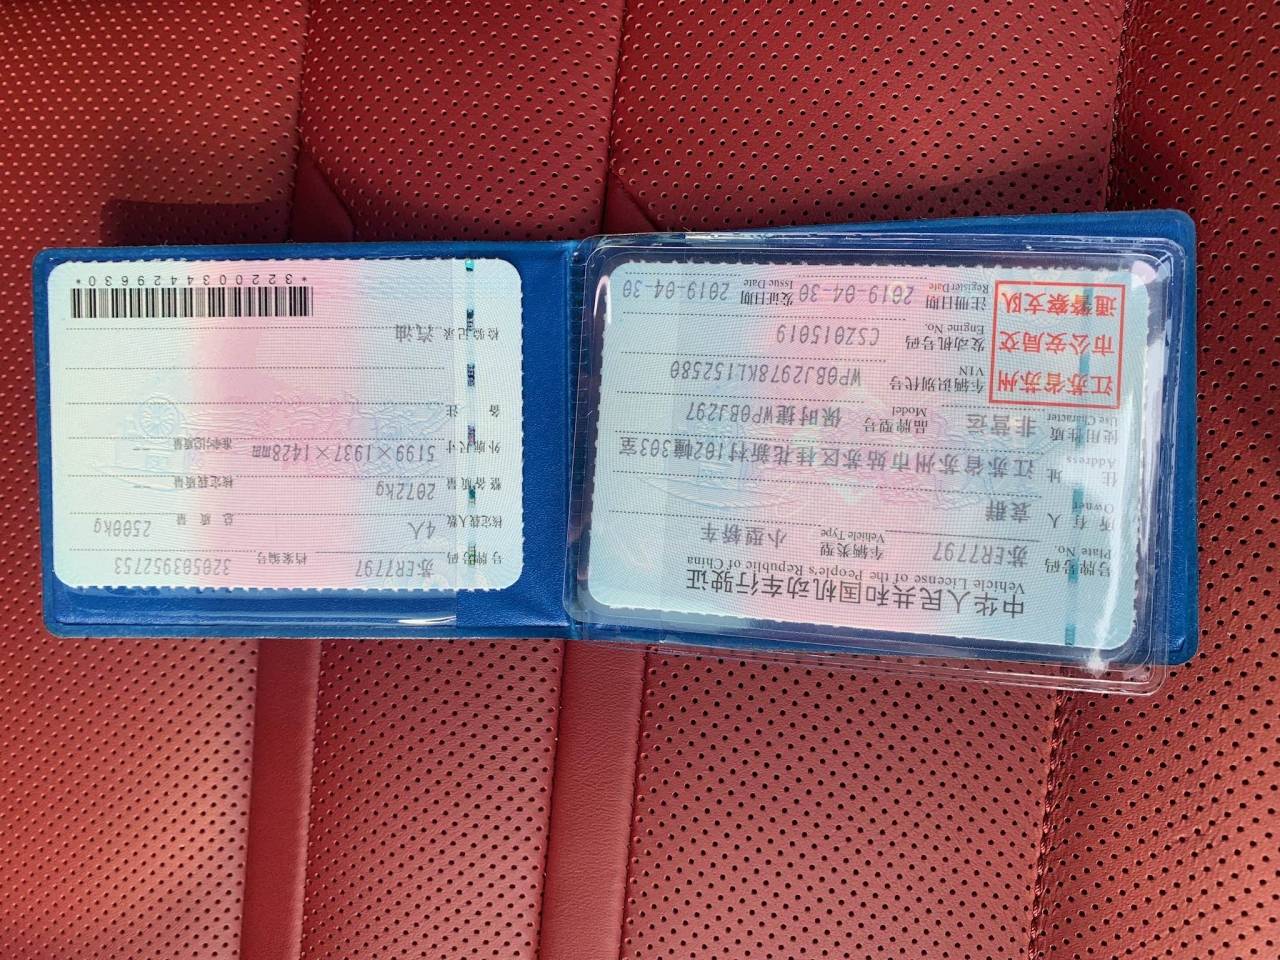 中华人民共和国机动车行驶证
Vehicle License of the People's Republic of China
号牌号码 苏ER7797 车辆类型 小型轿车
Plate No. Vehicle Type
所有人 袁群
Owner
住址 江苏省苏州市姑苏区桂花新村102幢303室
Address
使用性质 非营运 品牌型号 保时捷WP0BJ297
Use Character Model
江苏省苏州
市公安局交
通警察支队
车辆识别代号 WP0BJ2978KL152580
VIN
发动机号码 CS2015019
Engine No.
注册日期 2019-04-30 发证日期 2019-04-30
Register Date Issue Date
号牌号码 苏ER7797 档案编号 320503952753
核定载人数 4人 总质量 2500kg
整备质量 2072kg 核定载质量 --
外廓尺寸 5199×1937×1428mm 准牵引总质量 --
备注
检验记录 汽油
*3220034429630*